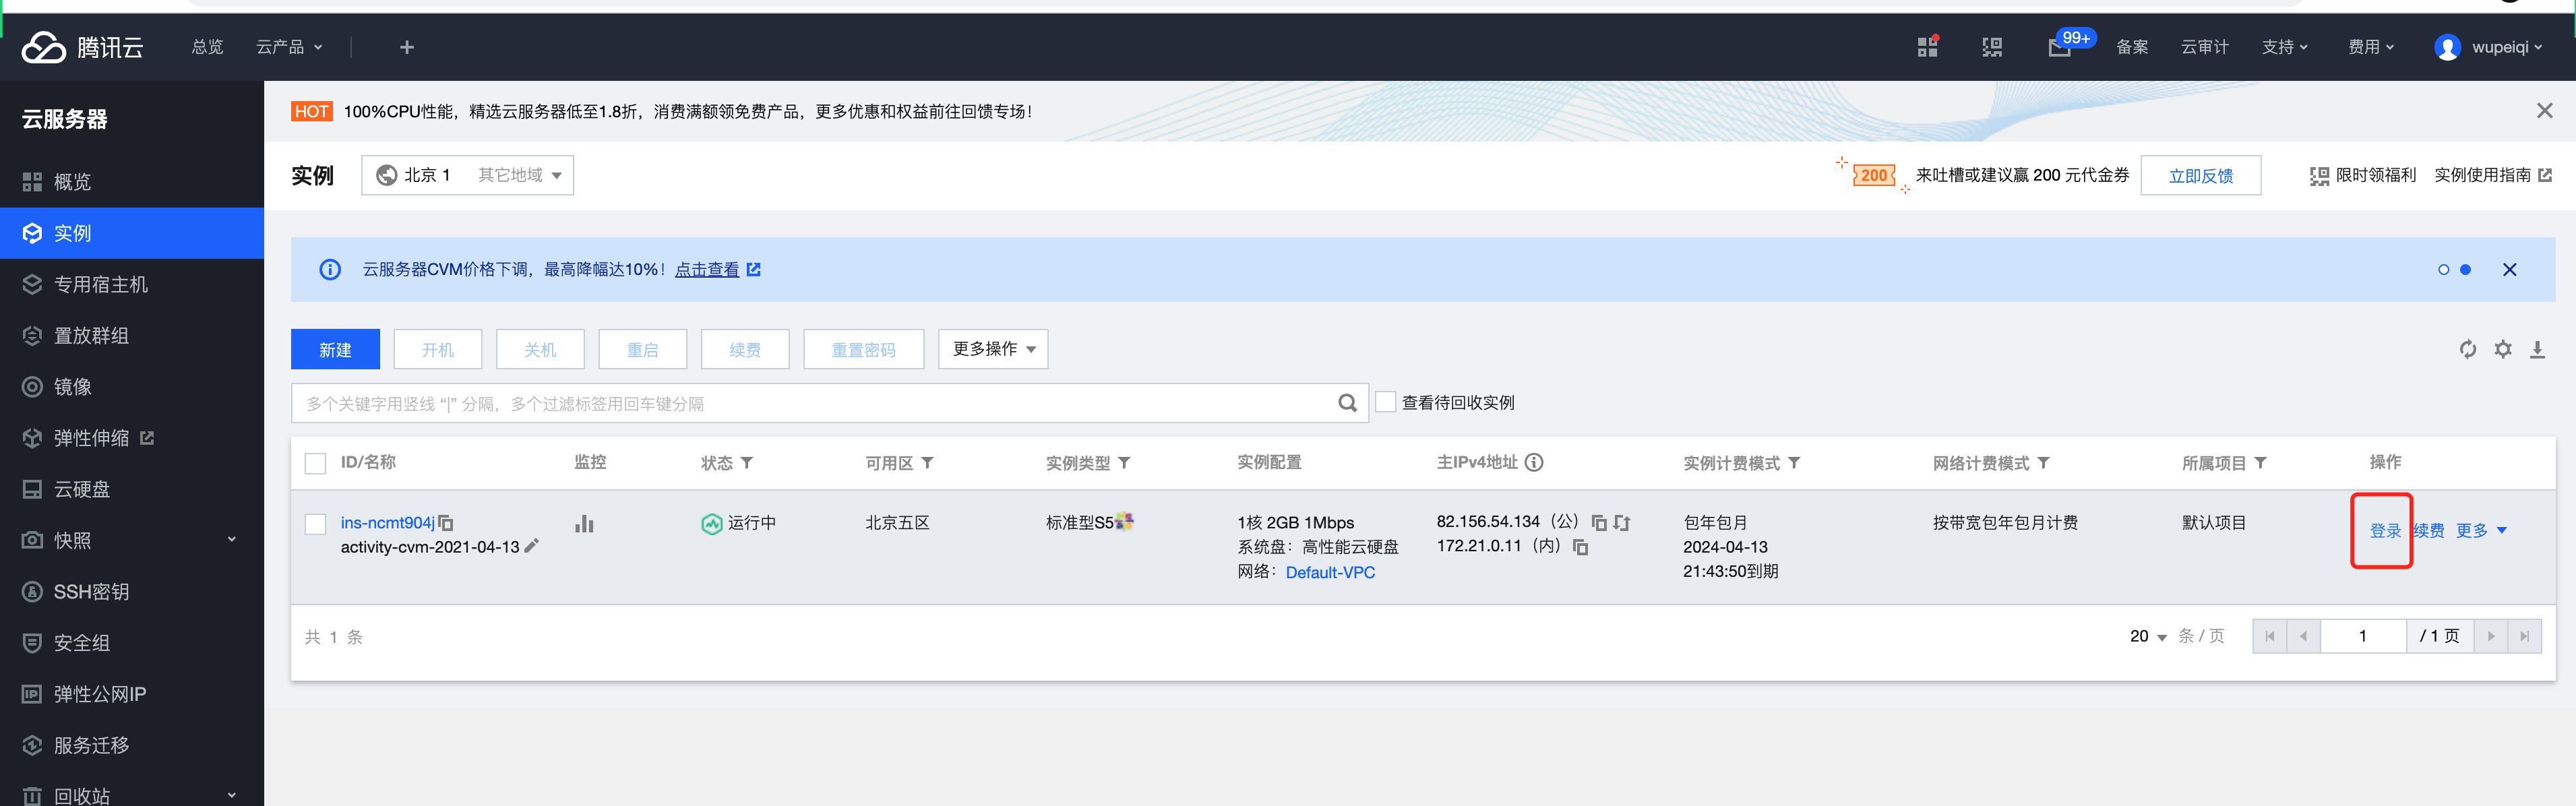 腾讯云
总览
云产品
99+
备案
云审计
支持
费用
wupeiqi
云服务器
概览
实例
专用宿主机
置放群组
镜像
弹性伸缩
云硬盘
快照
SSH密钥
安全组
IP 弹性公网IP
服务迁移
回收站
HOT 100%CPU性能，精选云服务器低至1.8折，消费满额领免费产品，更多优惠和权益前往回馈专场！
实例
北京 1 其它地域
200 来吐槽或建议赢 200 元代金券
立即反馈
限时领福利
实例使用指南
云服务器CVM价格下调，最高降幅达10%！点击查看
新建
开机
关机
重启
续费
重置密码
更多操作
多个关键字用竖线 “|” 分隔，多个过滤标签用回车键分隔
查看待回收实例
ID/名称 监控 状态 可用区 实例类型 实例配置 主IPv4地址 实例计费模式 网络计费模式 所属项目 操作
ins-ncmt904j
activity-cvm-2021-04-13
运行中
北京五区
标准型S5
1核 2GB 1Mbps
系统盘：高性能云硬盘
网络：Default-VPC
82.156.54.134（公）
172.21.0.11（内）
包年包月
2024-04-13
21:43:50到期
按带宽包年包月计费
默认项目
登录 续费 更多
共 1 条
20 条 / 页
1 / 1 页